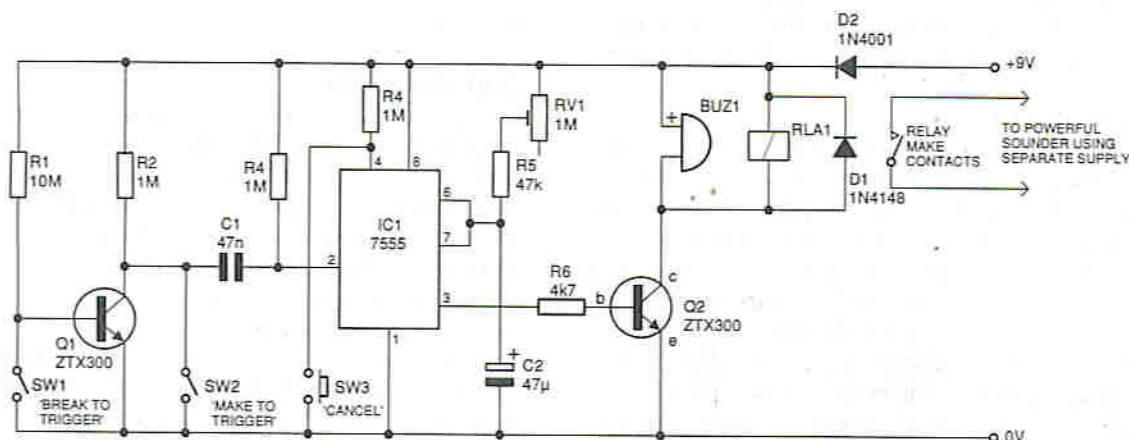 D2
1N4001
+9V
R4
1M
RV1
1M
BUZ1
+
RLA1
RELAY
MAKE
CONTACTS
TO POWERFUL
SOUNDER USING
SEPARATE SUPPLY
D1
1N4148
R1
10M
R2
1M
R4
1M
R5
47k
4
8
6
7
IC1
7555
C1
47n
2
3
1
R6
4k7
b
c
e
Q2
ZTX300
Q1
ZTX300
+
C2
47µ
SW1
'BREAK TO
TRIGGER'
SW2
'MAKE TO
TRIGGER'
SW3
'CANCEL'
0V